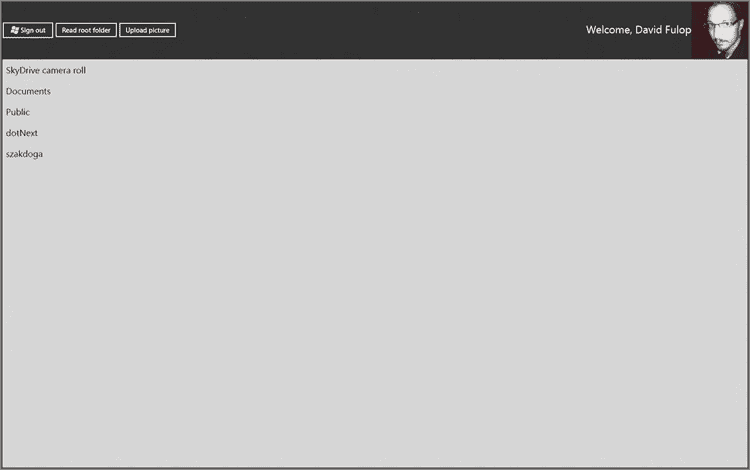 Sign out Read root folder Upload picture Welcome, David Fulop
SkyDrive camera roll
Documents
Public
dotNext
szakdoga